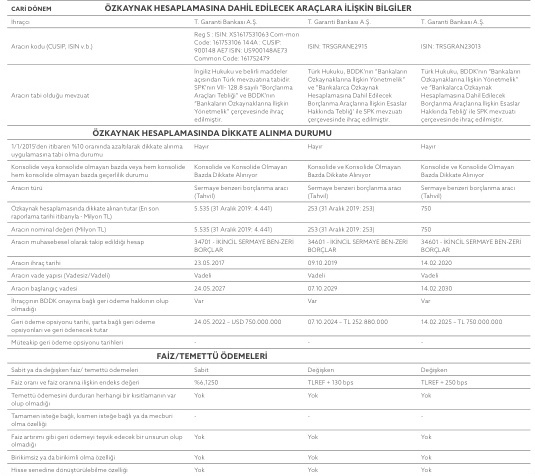 CARİ DÖNEM ÖZKAYNAK HESAPLAMASINA DAHİL EDİLECEK ARAÇLARA İLİŞKİN BİLGİLER
İhraçcı T. Garanti Bankası A.Ş. T. Garanti Bankası A.Ş. T. Garanti Bankası A.Ş.
Aracın kodu (CUSIP, ISIN v.b.) Reg S : ISIN: XS1617531063 Com-mon Code: 161753106 144A : CUSIP: 900148 AE7 ISIN: US900148AE73 Common Code: 161752479 ISIN: TRSGRANE2915 ISIN: TRSGRAN23013
Aracın tabi olduğu mevzuat İngiliz Hukuku ve belirli maddeler açısından Türk mevzuatına tabidir. SPK'nın VII- 128.8 sayılı "Borçlanma Araçları Tebliği" ve BDDK'nın "Bankaların Özkaynaklarına İlişkin Yönetmelik" çerçevesinde ihraç edilmiştir. Türk Hukuku, BDDK'nın "Bankaların Özkaynaklarına İlişkin Yönetmelik" ve "Bankalarca Özkaynak Hesaplamasına Dahil Edilecek Borçlanma Araçlarına İlişkin Esaslar Hakkında Tebliğ' ile SPK mevzuatı çerçevesinde ihraç edilmiştir. Türk Hukuku, BDDK'nın "Bankaların Özkaynaklarına İlişkin Yönetmelik" ve "Bankalarca Özkaynak Hesaplamasına Dahil Edilecek Borçlanma Araçlarına İlişkin Esaslar Hakkında Tebliğ' ile SPK mevzuatı çerçevesinde ihraç edilmiştir.
ÖZKAYNAK HESAPLAMASINDA DİKKATE ALINMA DURUMU
1/1/2015'den itibaren %10 oranında azaltılarak dikkate alınma uygulamasına tabi olma durumu Hayır Hayır Hayır
Konsolide veya konsolide olmayan bazda veya hem konsolide hem konsolide olmayan bazda geçerlilik durumu Konsolide ve Konsolide Olmayan Bazda Dikkate Alınıyor Konsolide ve Konsolide Olmayan Bazda Dikkate Alınıyor Konsolide ve Konsolide Olmayan Bazda Dikkate Alınıyor
Aracın türü Sermaye benzeri borçlanma aracı (Tahvil) Sermaye benzeri borçlanma aracı (Tahvil) Sermaye benzeri borçlanma aracı (Tahvil)
Özkaynak hesaplamasında dikkate alınan tutar (En son raporlama tarihi itibarıyla - Milyon TL) 5.535 (31 Aralık 2019: 4.441) 253 (31 Aralık 2019: 253) 750
Aracın nominal değeri (Milyon TL) 5.535 (31 Aralık 2019: 4.441) 253 (31 Aralık 2019: 253) 750
Aracın muhasebesel olarak takip edildiği hesap 34701 - İKİNCİL SERMAYE BEN-ZERİ BORÇLAR 34601 - İKİNCİL SERMAYE BEN-ZERİ BORÇLAR 34601 - İKİNCİL SERMAYE BEN-ZERİ BORÇLAR
Aracın ihraç tarihi 23.05.2017 09.10.2019 14.02.2020
Aracın vade yapısı (Vadesiz/Vadeli) Vadeli Vadeli Vadeli
Aracın başlangıç vadesi 24.05.2027 07.10.2029 14.02.2030
İhraççının BDDK onayına bağlı geri ödeme hakkının olup olmadığı Var Var Var
Geri ödeme opsiyonu tarihi, şarta bağlı geri ödeme opsiyonları ve geri ödenecek tutar 24.05.2022 – USD 750.000.000 07.10.2024 – TL 252.880.000 14.02.2025 – TL 750.000.000
Müteakip geri ödeme opsiyonu tarihleri - - -
FAİZ/TEMETTÜ ÖDEMELERİ
Sabit ya da değişken faiz/ temettü ödemeleri Sabit Değişken Değişken
Faiz oranı ve faiz oranına ilişkin endeks değeri %6,1250 TLREF + 130 bps TLREF + 250 bps
Temettü ödemesini durduran herhangi bir kısıtlamanın var olup olmadığı Yok Yok Yok
Tamamen isteğe bağlı, kısmen isteğe bağlı ya da mecburi olma özelliği - - -
Faiz artırımı gibi geri ödemeyi teşvik edecek bir unsurun olup olmadığı Yok Yok Yok
Birikimsiz ya da birikimli olma özelliği Yok Yok Yok
Hisse senedine dönüştürülebilme özelliği Yok Yok Yok